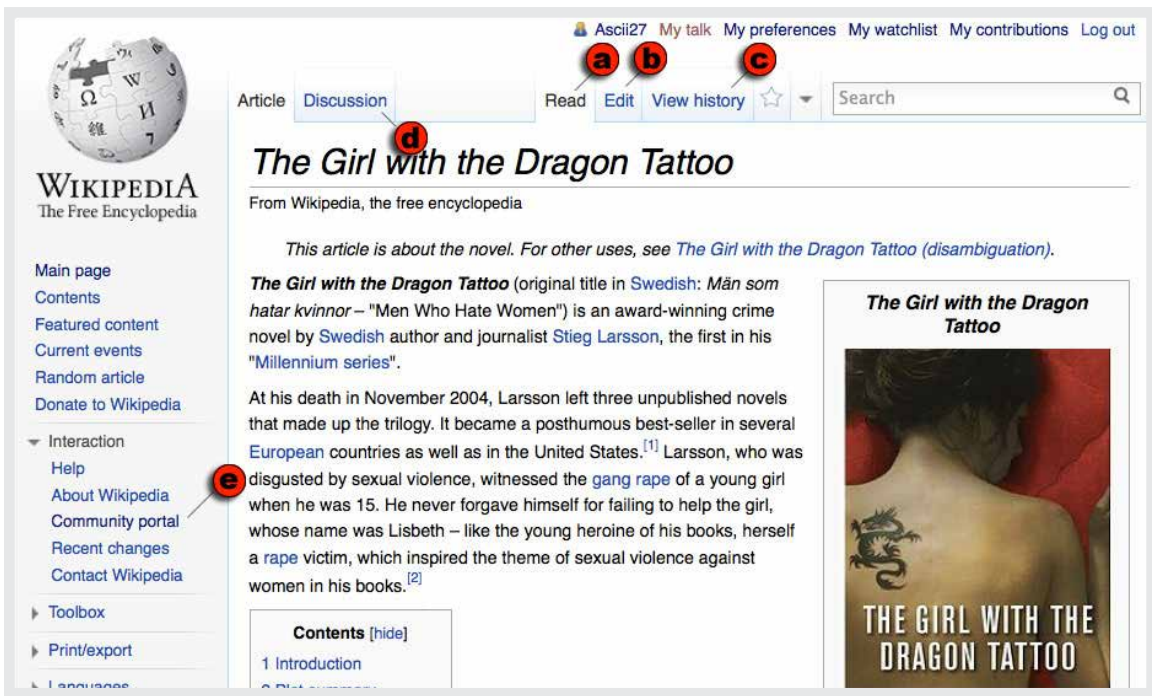 Ascii27 My talk My preferences My watchlist My contributions Log out
a b c
Article Discussion Read Edit View history Search
d
The Girl with the Dragon Tattoo
From Wikipedia, the free encyclopedia
This article is about the novel. For other uses, see The Girl with the Dragon Tattoo (disambiguation).
The Girl with the Dragon Tattoo (original title in Swedish: Män som
hatar kvinnor – "Men Who Hate Women") is an award-winning crime
novel by Swedish author and journalist Stieg Larsson, the first in his
"Millennium series".
At his death in November 2004, Larsson left three unpublished novels
that made up the trilogy. It became a posthumous best-seller in several
European countries as well as in the United States.[1] Larsson, who was
disgusted by sexual violence, witnessed the gang rape of a young girl
when he was 15. He never forgave himself for failing to help the girl,
whose name was Lisbeth – like the young heroine of his books, herself
a rape victim, which inspired the theme of sexual violence against
women in his books.[2]
Contents [hide]
1 Introduction
2 Plot summary
The Girl with the Dragon
Tattoo
THE GIRL WITH THE
DRAGON TATTOO
Ω W И 維 7
WIKIPEDIA
The Free Encyclopedia
Main page
Contents
Featured content
Current events
Random article
Donate to Wikipedia
Interaction
Help
About Wikipedia
e
Community portal
Recent changes
Contact Wikipedia
Toolbox
Print/export
Languages